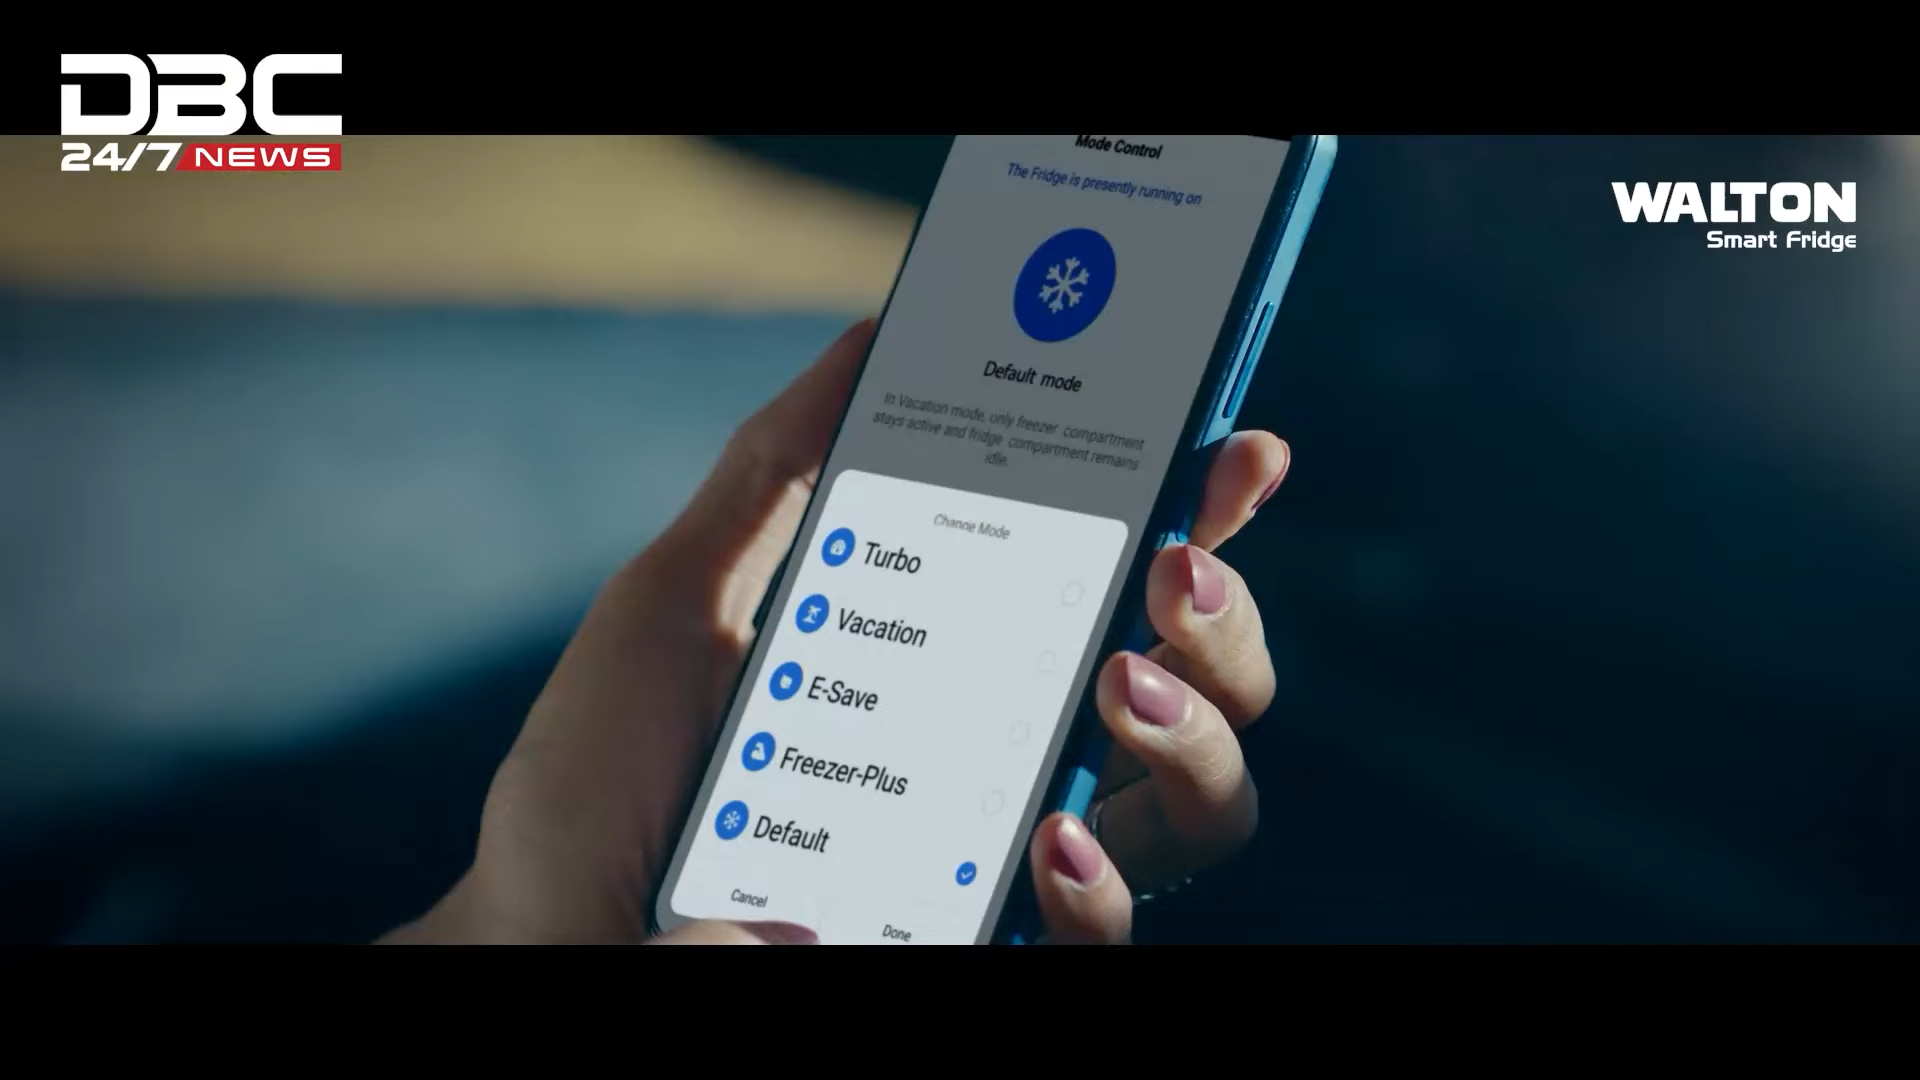 DBC
24/7 NEWS
WALTON
Smart Fridge
Mode Control
The Fridge is presently running on
Default mode
In Vacation mode, only freezer compartment
stays active and fridge compartment remains
idle.
Change Mode
Turbo
Vacation
E-Save
Freezer-Plus
Default
Cancel
Done